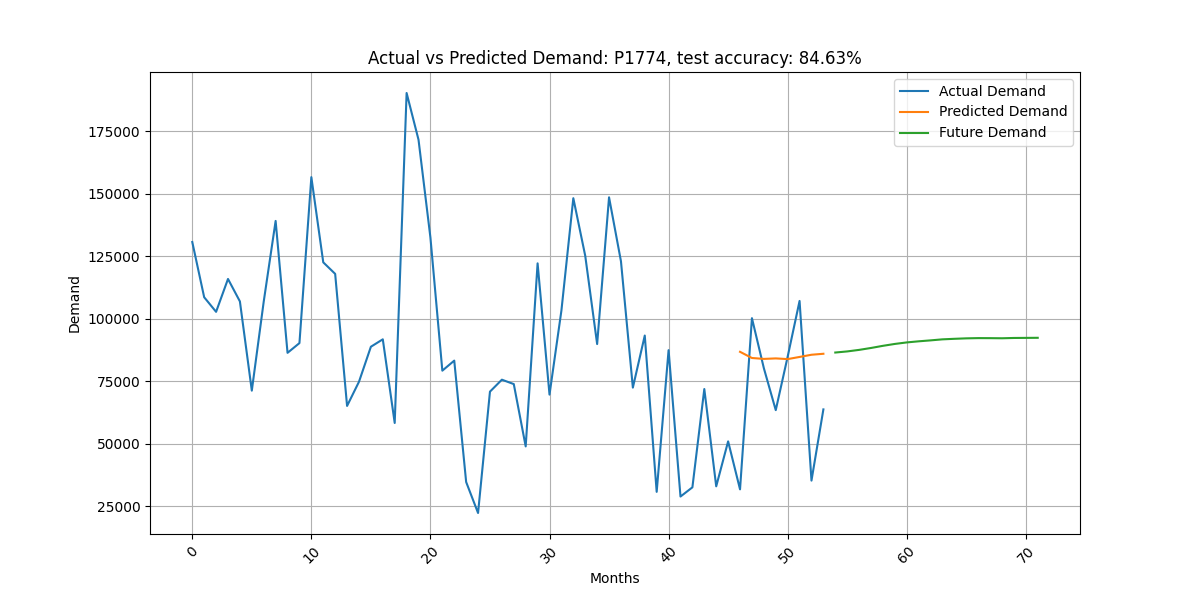 Actual vs Predicted Demand: P1774, test accuracy: 84.63%
Actual Demand
Predicted Demand
Future Demand
175000
150000
125000
100000
75000
50000
25000
Demand
0 10 20 30 40 50 60 70
Months